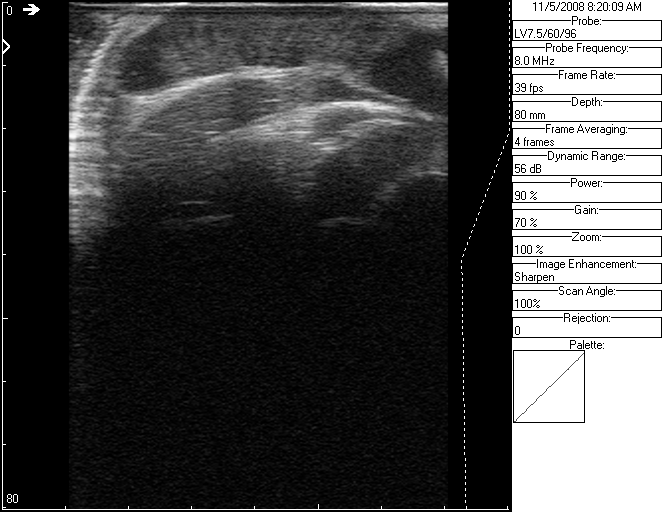 0
80
11/5/2008 8:20:09 AM
Probe:
LV7.5/60/96
Probe Frequency:
8.0 MHz
Frame Rate:
39 fps
Depth:
80 mm
Frame Averaging:
4 frames
Dynamic Range:
56 dB
Power:
90 %
Gain:
70 %
Zoom:
100 %
Image Enhancement:
Sharpen
Scan Angle:
100%
Rejection:
0
Palette: